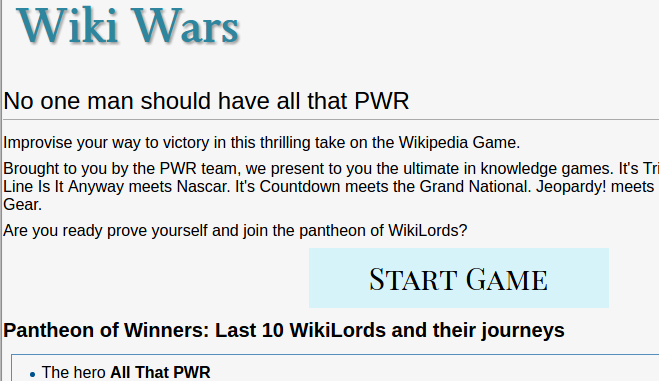 Wiki Wars
No one man should have all that PWR
Improvise your way to victory in this thrilling take on the Wikipedia Game.
Brought to you by the PWR team, we present to you the ultimate in knowledge games. It's
Line Is It Anyway meets Nascar. It's Countdown meets the Grand National. Jeopardy! meets
Gear.
Are you ready prove yourself and join the pantheon of WikiLords?
START GAME
Pantheon of Winners: Last 10 WikiLords and their journeys
• The hero All That PWR